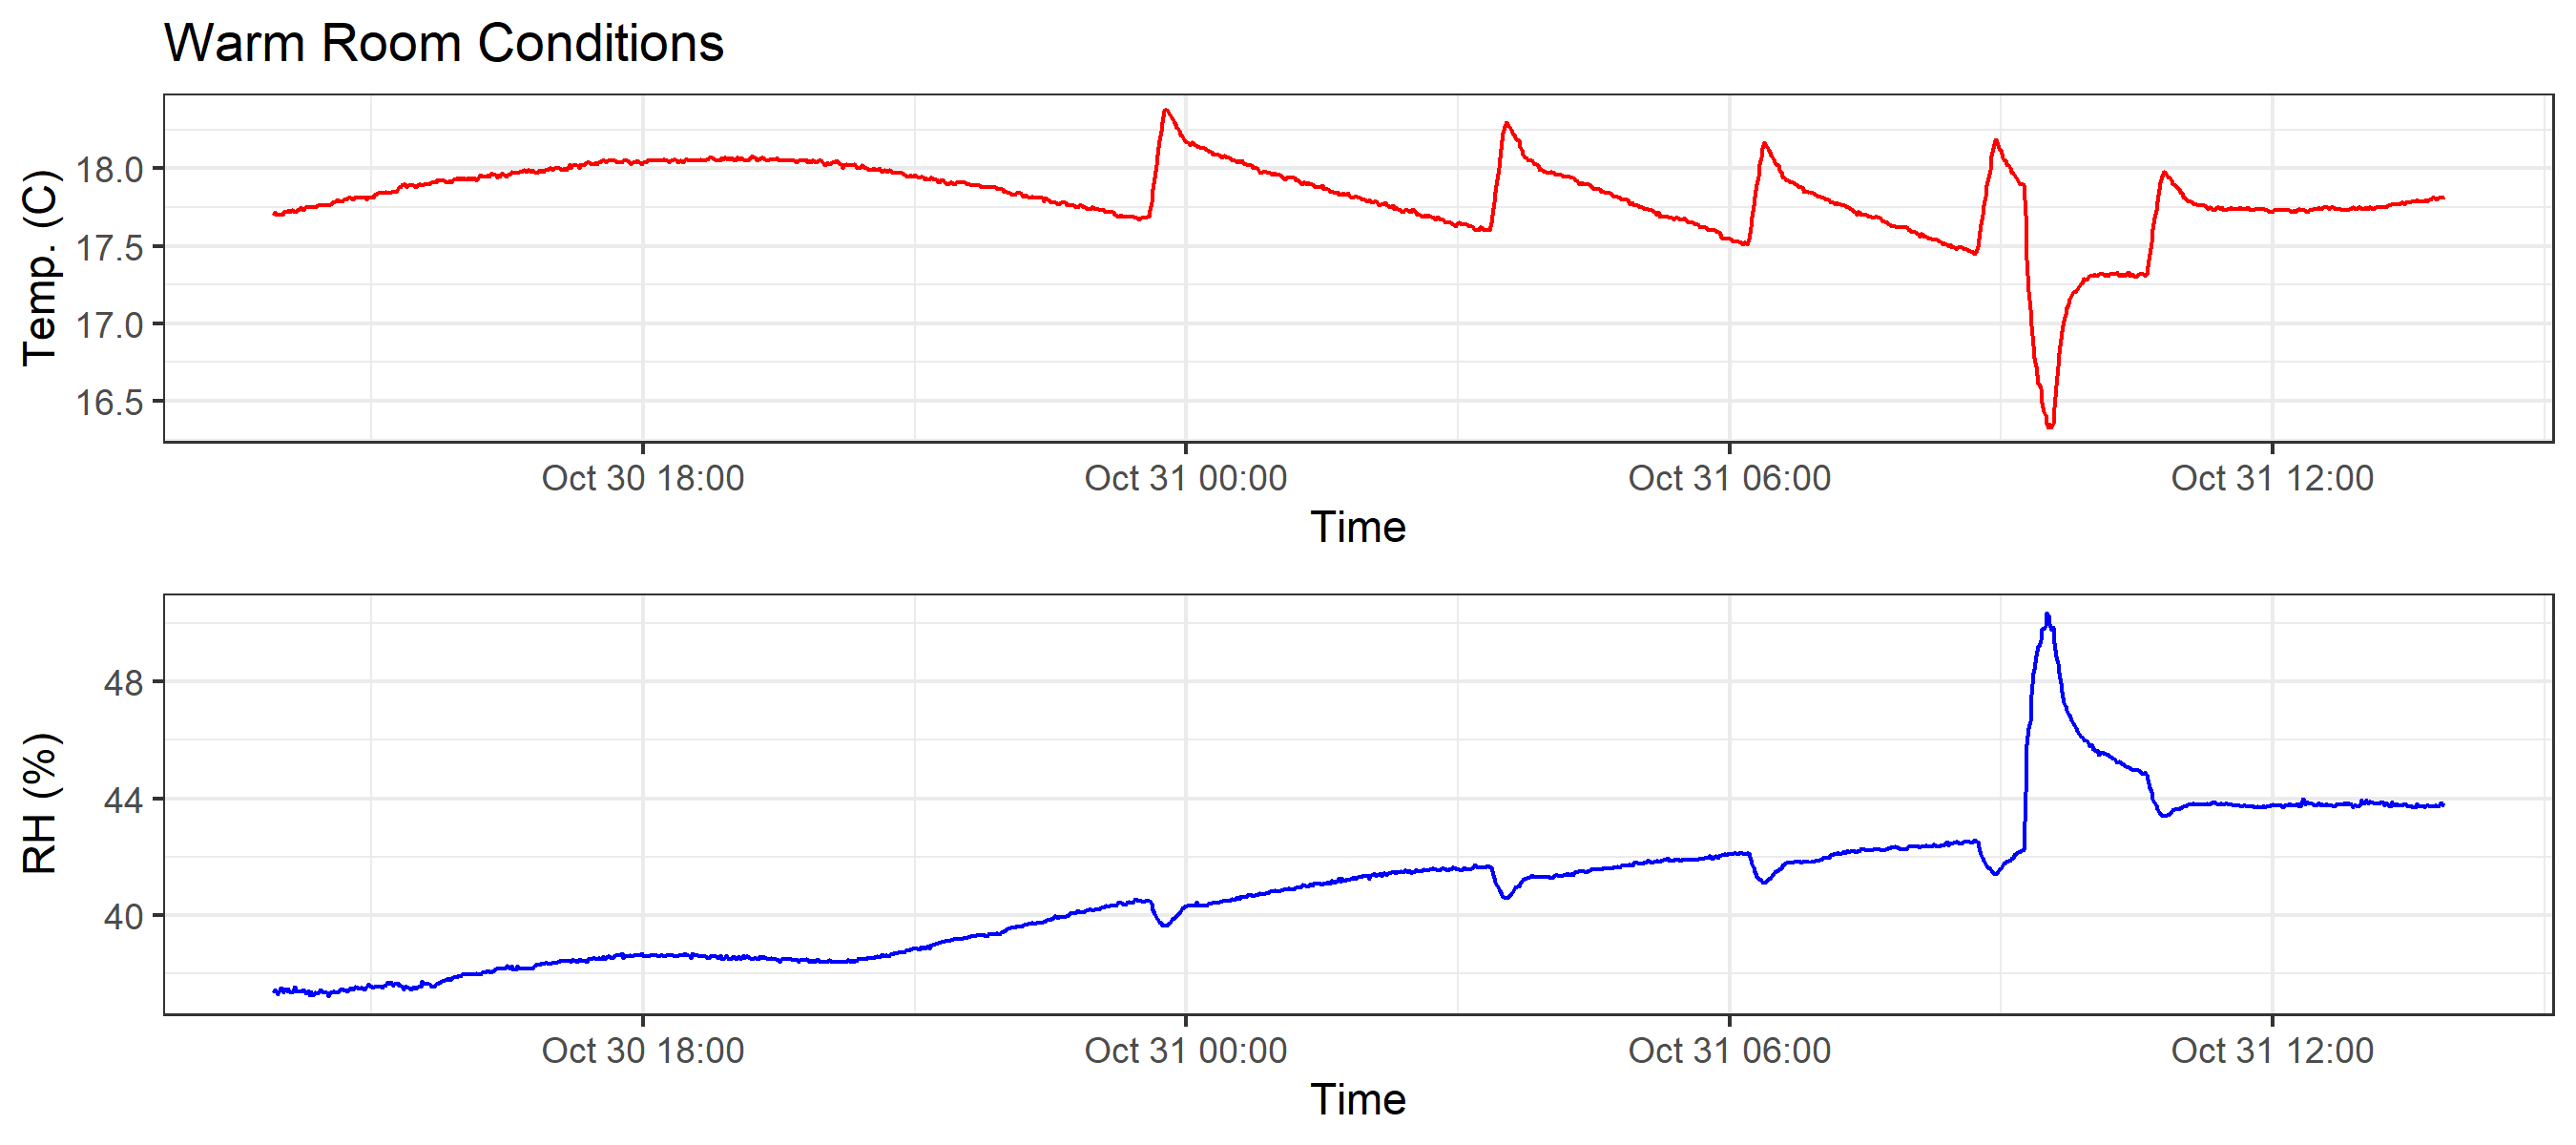 Warm Room Conditions
Temp. (C)
18.0
17.5
17.0
16.5
Oct 30 18:00 Oct 31 00:00 Oct 31 06:00 Oct 31 12:00
Time
RH (%)
48
44
40
Oct 30 18:00 Oct 31 00:00 Oct 31 06:00 Oct 31 12:00
Time